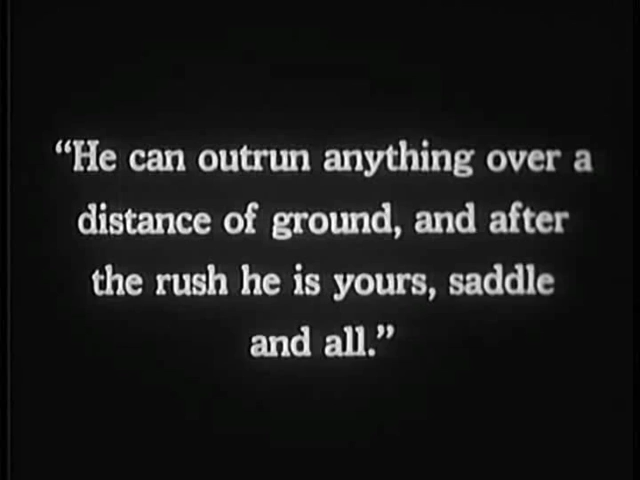 “He can outrun anything over a
distance of ground, and after
the rush he is yours, saddle
and all.”